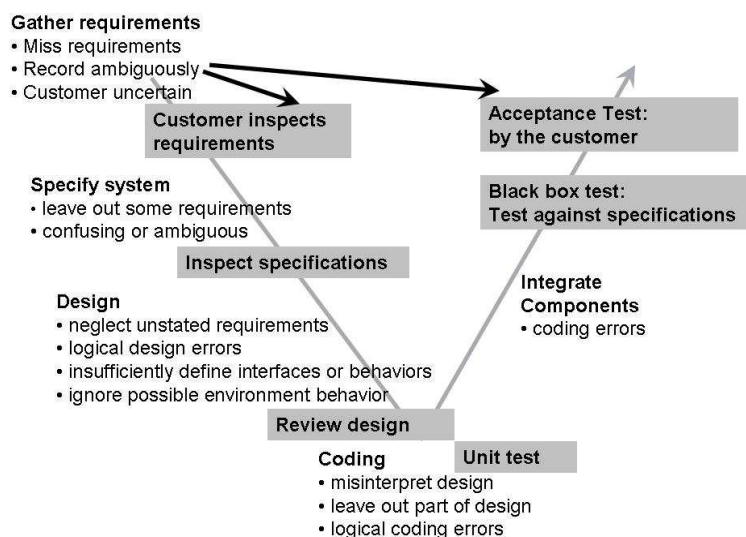 Gather requirements
• Miss requirements
• Record ambiguously
• Customer uncertain
Customer inspects
requirements
Acceptance Test:
by the customer
Specify system
• leave out some requirements
• confusing or ambiguous
Black box test:
Test against specifications
Inspect specifications
Design
• neglect unstated requirements
• logical design errors
• insufficiently define interfaces or behaviors
• ignore possible environment behavior
Integrate
Components
• coding errors
Review design
Unit test
Coding
• misinterpret design
• leave out part of design
• logical coding errors